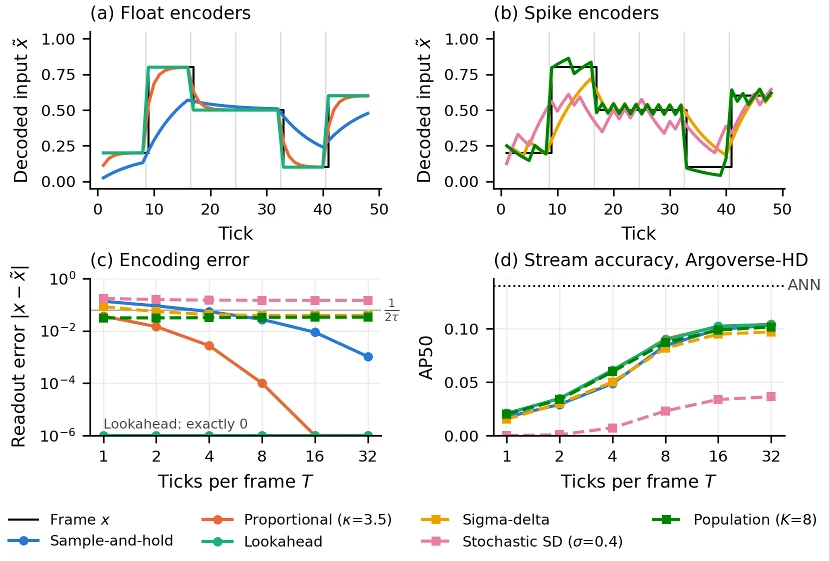 (a) Float encoders
(b) Spike encoders
Decoded input x̃
1.00
0.75
0.50
0.25
0.00
0
10
20
30
40
50
Tick
Decoded input x̃
1.00
0.75
0.50
0.25
0.00
0
10
20
30
40
50
Tick
(c) Encoding error
(d) Stream accuracy, Argoverse-HD
Readout error |x − x̃|
10⁰
10⁻²
10⁻⁴
10⁻⁶
1/2τ
Lookahead: exactly 0
1
2
4
8
16
32
Ticks per frame T
AP50
0.10
0.05
0.00
ANN
1
2
4
8
16
32
Ticks per frame T
Frame x
Proportional (κ=3.5)
Sigma-delta
Population (K=8)
Sample-and-hold
Lookahead
Stochastic SD (σ=0.4)